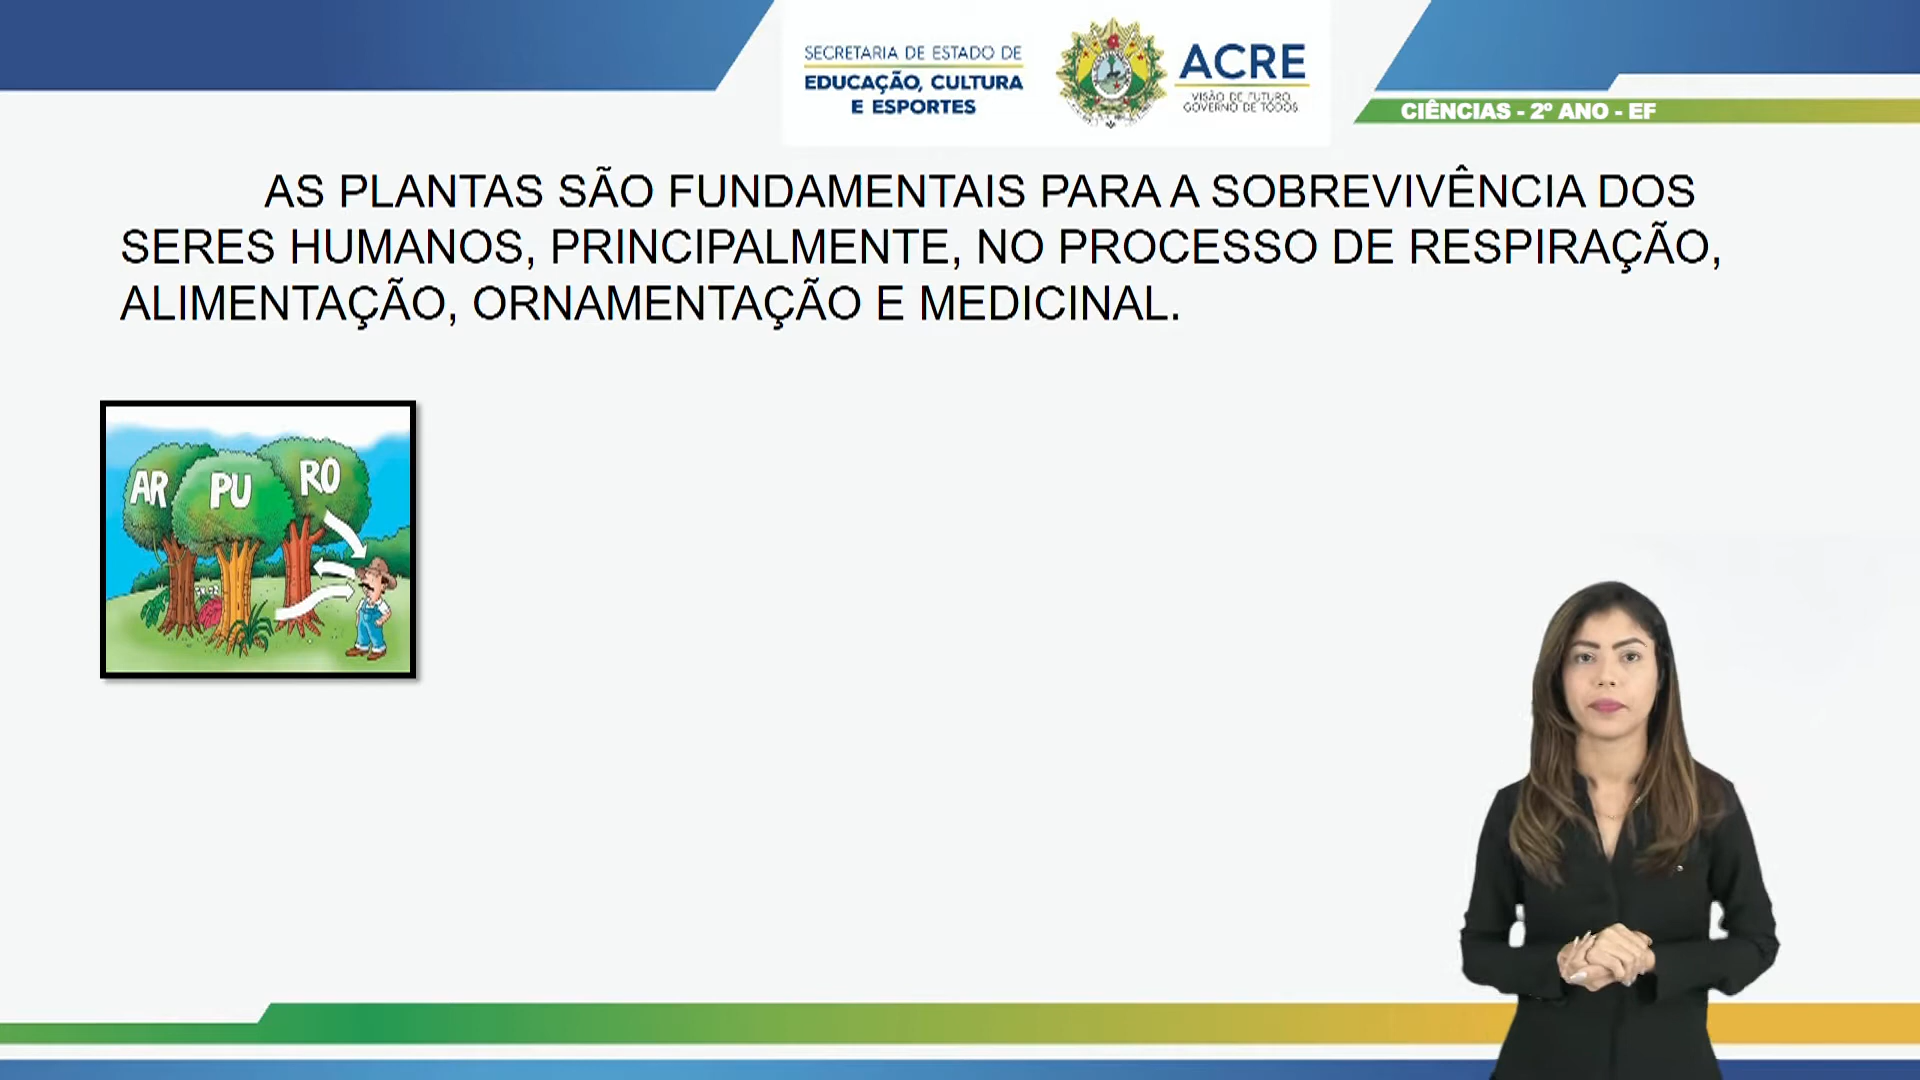 SECRETARIA DE ESTADO DE
EDUCAÇÃO, CULTURA
E ESPORTES
ACRE
VISÃO DE FUTURO,
GOVERNO DE TODOS
CIÊNCIAS - 2º ANO - EF
AS PLANTAS SÃO FUNDAMENTAIS PARA A SOBREVIVÊNCIA DOS
SERES HUMANOS, PRINCIPALMENTE, NO PROCESSO DE RESPIRAÇÃO,
ALIMENTAÇÃO, ORNAMENTAÇÃO E MEDICINAL.
AR PU RO